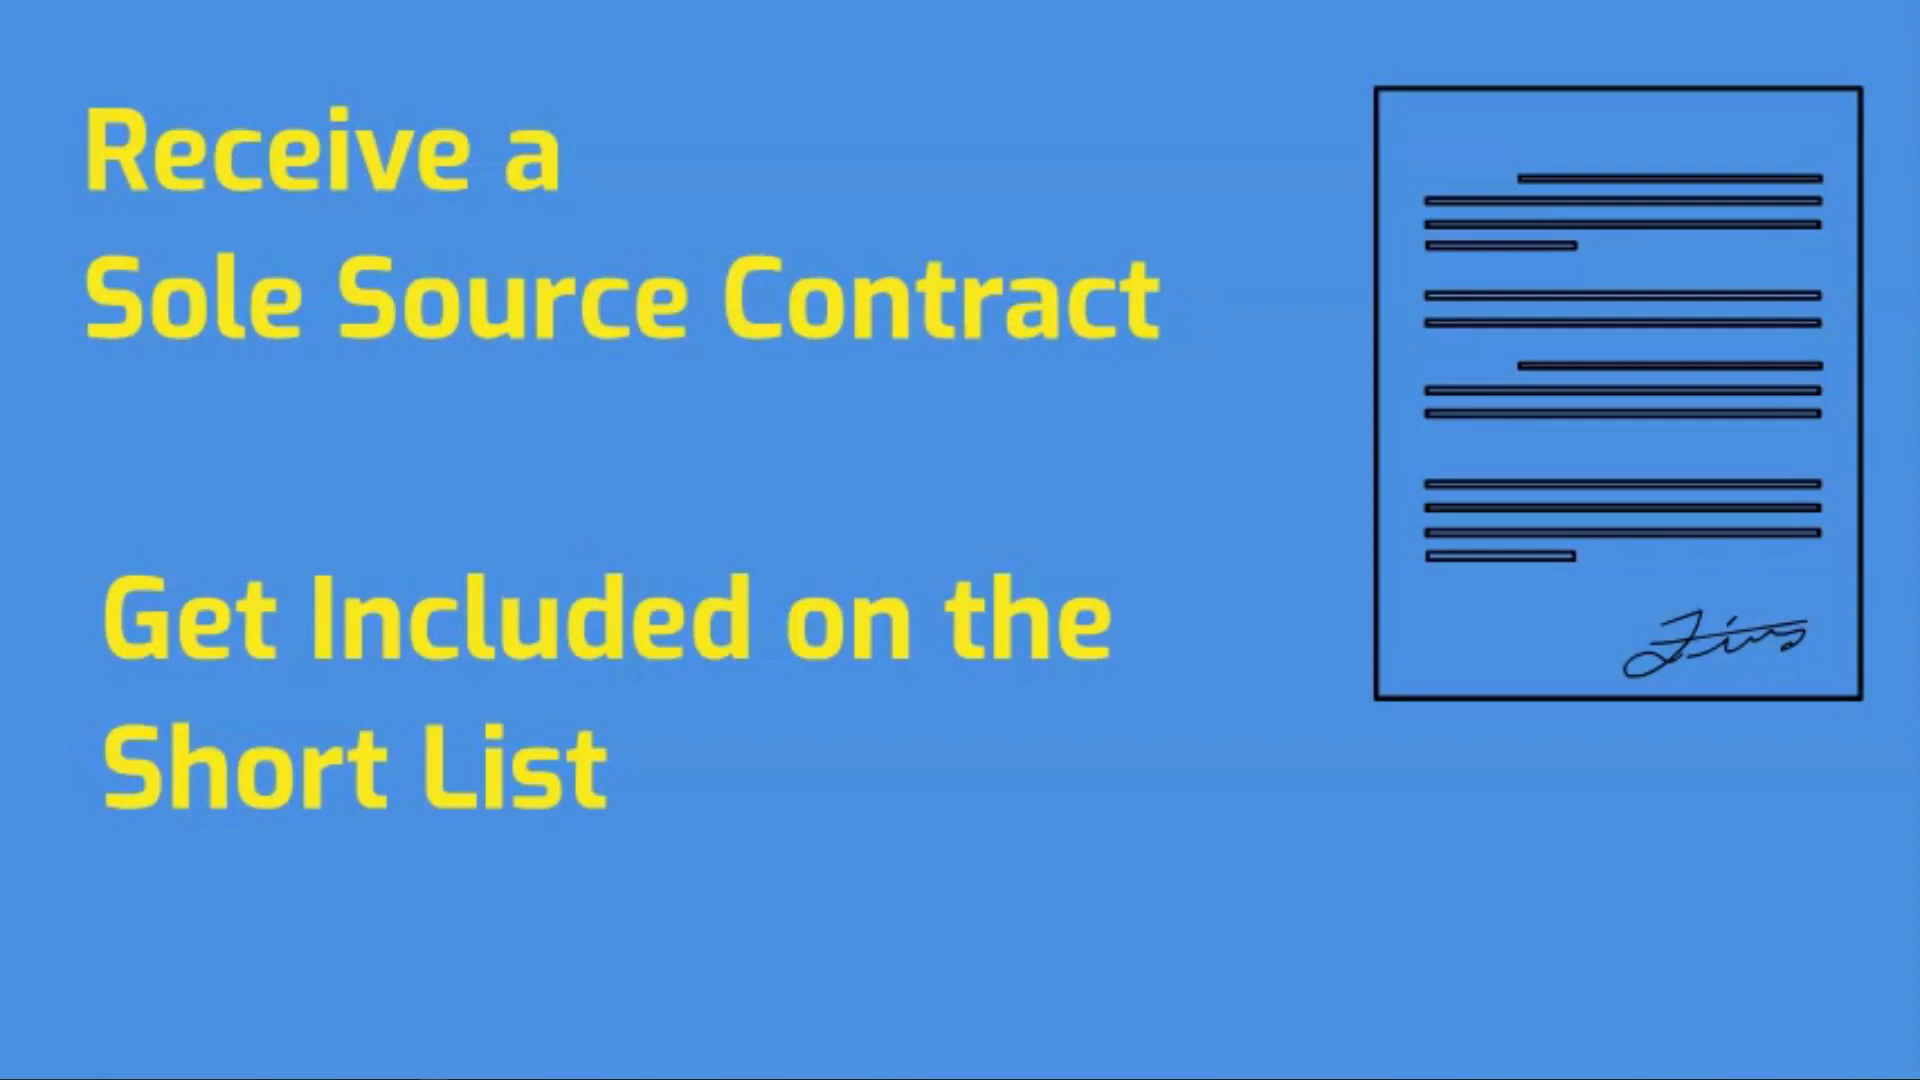 Receive a
Sole Source Contract
Get Included on the
Short List